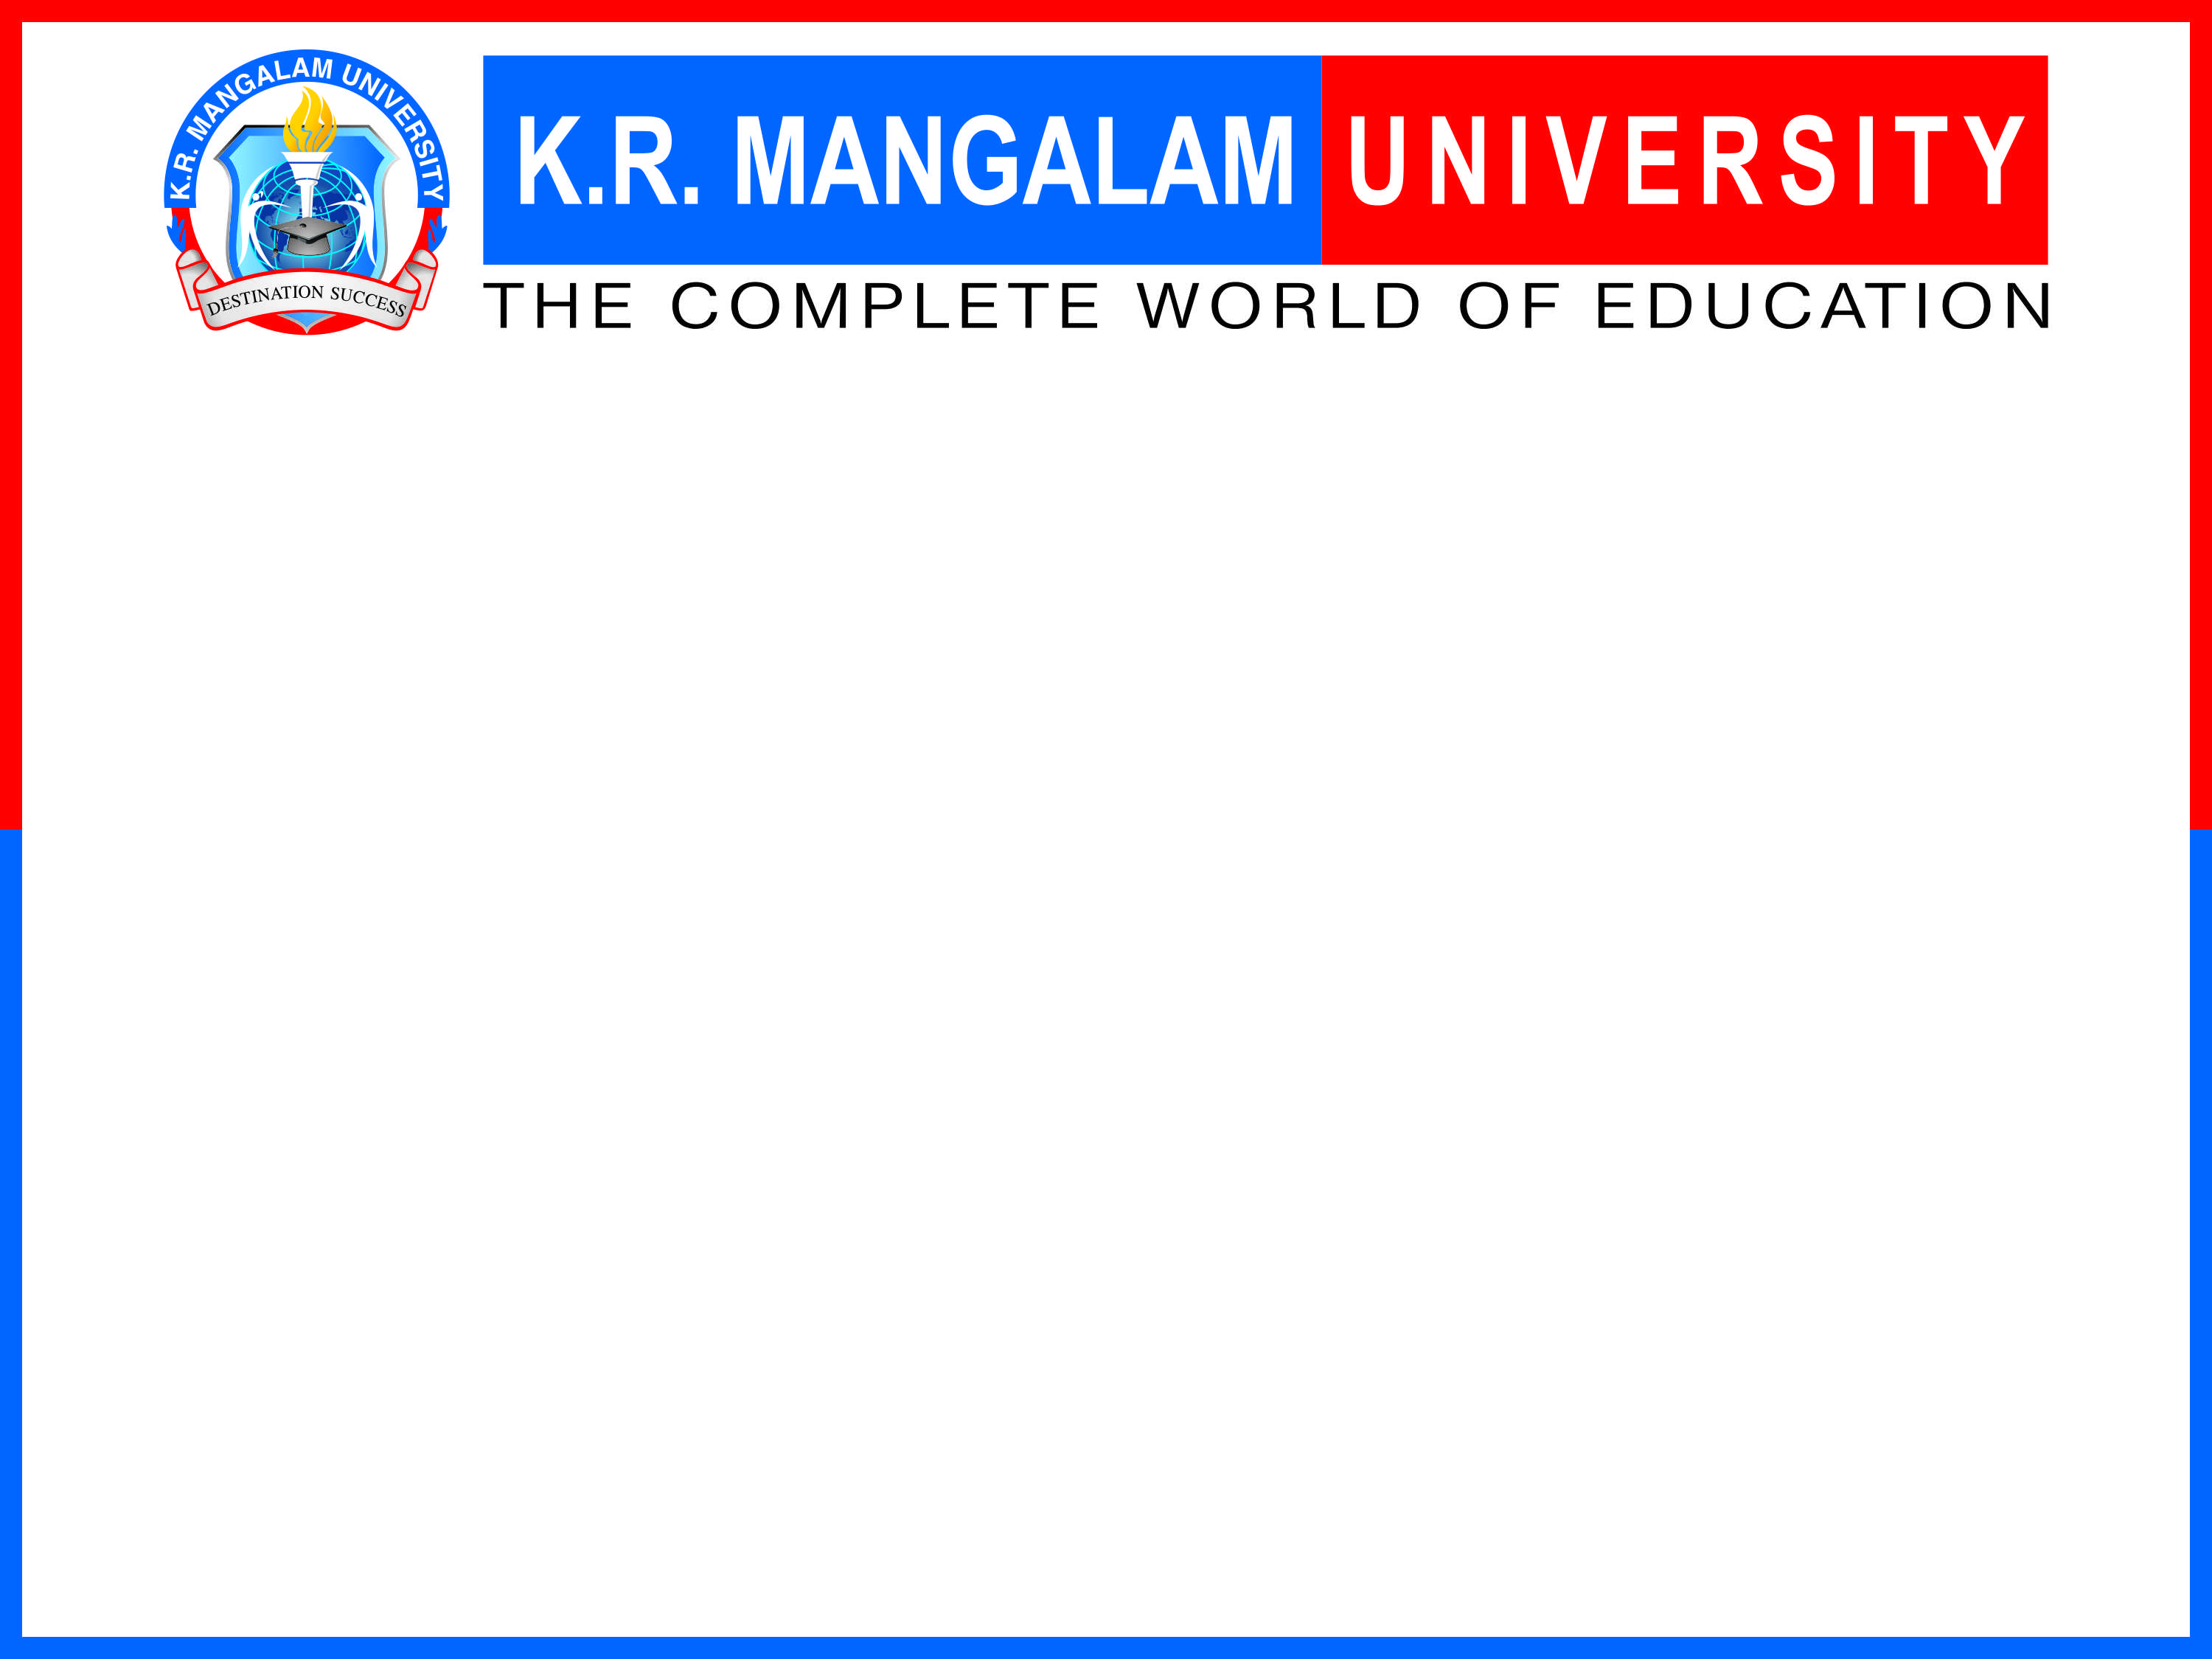 K.R. MANGALAM UNIVERSITY
DESTINATION SUCCESS
K.R. MANGALAM UNIVERSITY
THE COMPLETE WORLD OF EDUCATION